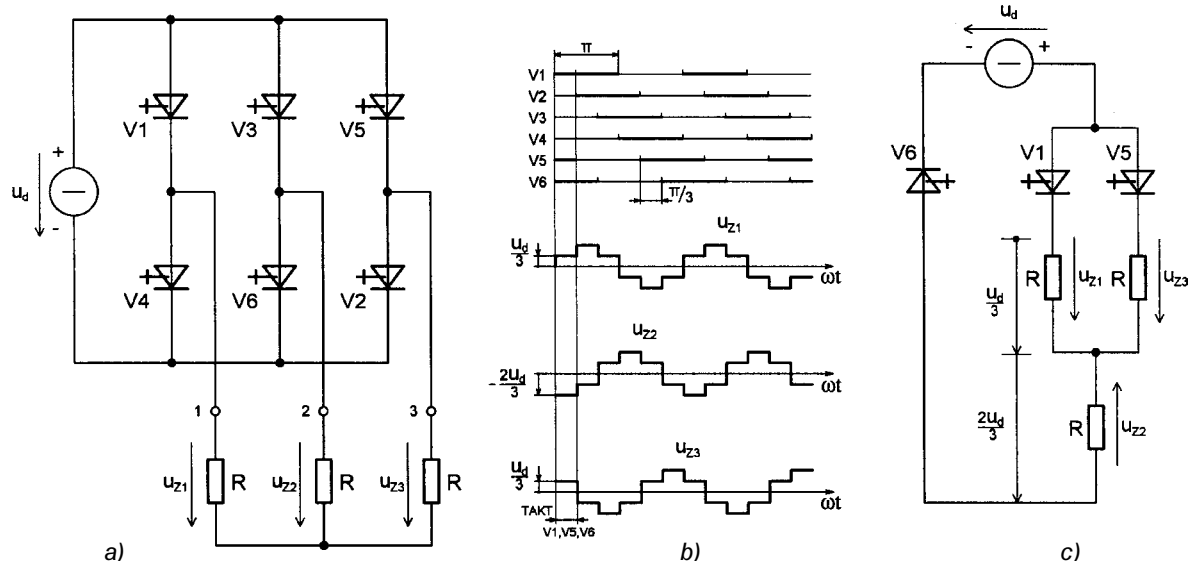 u_d
+
-
V1
V3
V5
V4
V6
V2
1
2
3
u_Z1
R
u_Z2
R
u_Z3
R
a)
π
V1
V2
V3
V4
V5
V6
π/3
u_Z1
u_d/3
ωt
u_Z2
-2u_d/3
ωt
u_Z3
u_d/3
ωt
TAKT
V1,V5,V6
b)
u_d
-
+
V6
V1
V5
R
u_Z1
R
u_Z3
u_d/3
2u_d/3
R
u_Z2
c)